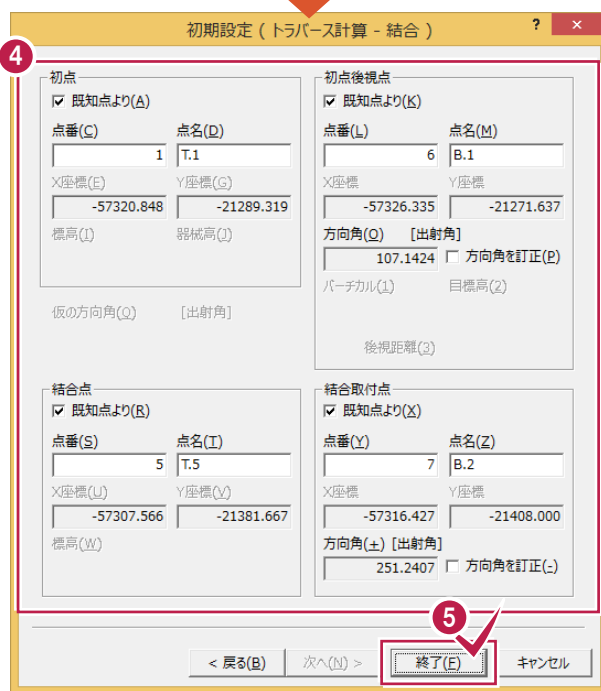 初期設定 ( トラバース計算 - 結合 )
? ×
4
初点
既知点より(A)
点番(C) 点名(D)
1 T.1
X座標(E) Y座標(G)
-57320.848 -21289.319
標高(I) 器械高(J)
仮の方向角(Q) [出射角]
初点後視点
既知点より(K)
点番(L) 点名(M)
6 B.1
X座標 Y座標
-57326.335 -21271.637
方向角(O) [出射角]
107.1424 方向角を訂正(P)
バーチカル(1) 目標高(2)
後視距離(3)
結合点
既知点より(R)
点番(S) 点名(T)
5 T.5
X座標(U) Y座標(V)
-57307.566 -21381.667
標高(W)
結合取付点
既知点より(X)
点番(Y) 点名(Z)
7 B.2
X座標 Y座標
-57316.427 -21408.000
方向角(+) [出射角]
251.2407 方向角を訂正(-)
5
< 戻る(B) 次へ(N) > 終了(F) キャンセル